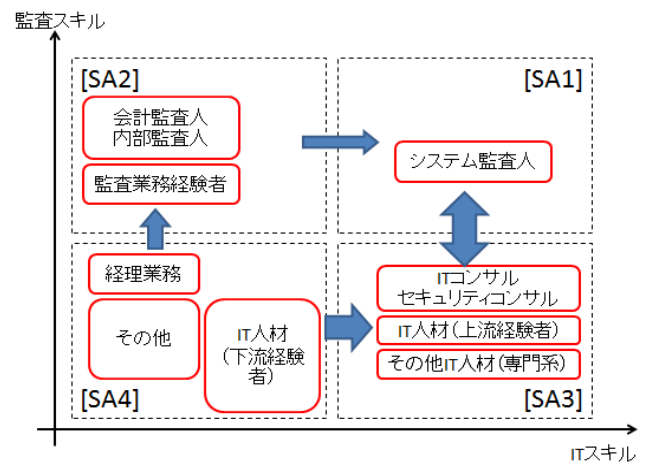 監査スキル
[SA2]
会計監査人
内部監査人
監査業務経験者
[SA1]
システム監査人
経理業務
その他
IT人材
(下流経験
者)
[SA4]
ITコンサル
セキュリティコンサル
IT人材(上流経験者)
その他IT人材(専門系)
[SA3]
ITスキル